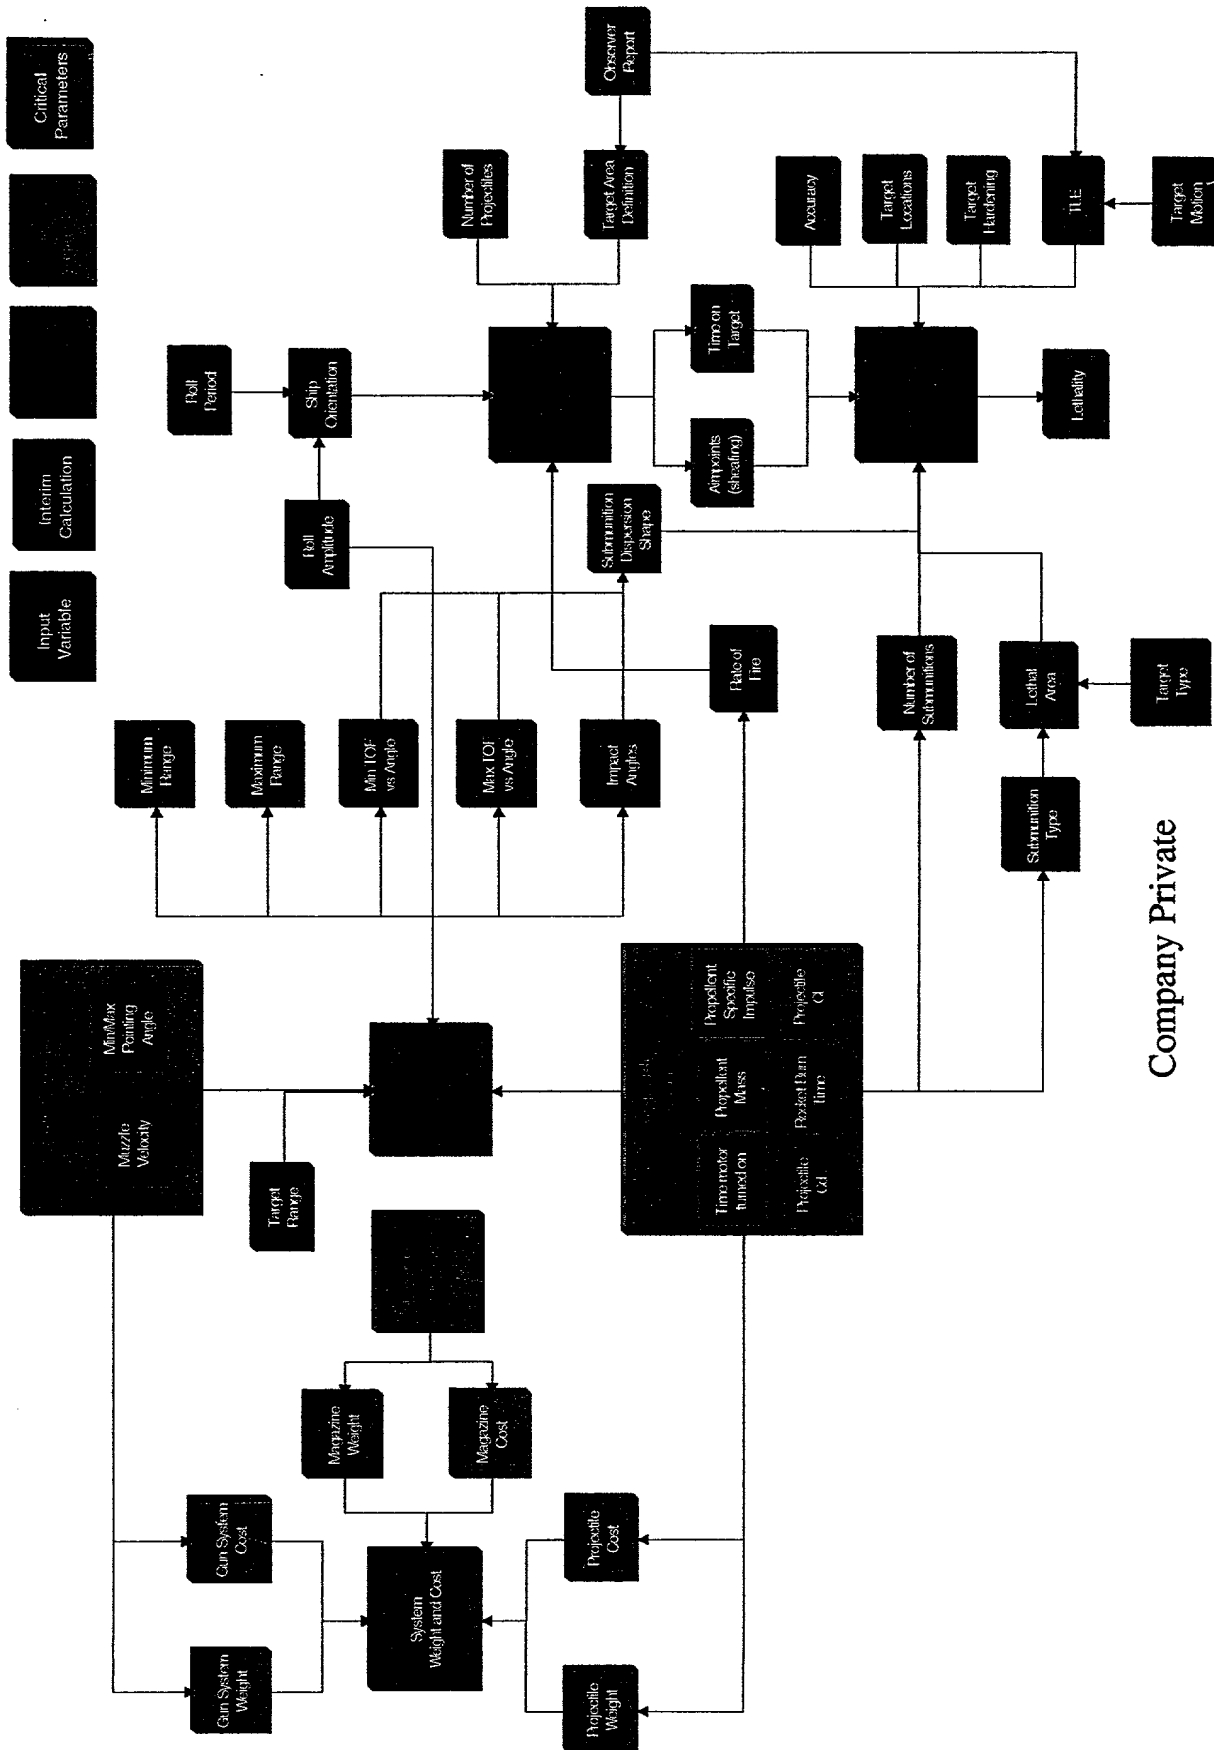 Input
Variable
Interim
Calculation
Critical
Parameters
Muzzle
Velocity
Min/Max
Pointing
Angle
Gun System
Weight
Gun System
Cost
Target
Range
Minimum
Range
Maximum
Range
Min TOF
vs Angle
Max TOF
vs Angle
Impact
Angles
Roll
Period
Roll
Amplitude
Ship
Orientation
Number of
Projectiles
Observer
Report
Target Area
Definition
Magazine
Weight
Magazine
Cost
System
Weight and Cost
Projectile
Weight
Projectile
Cost
Time motor
turned on
Propellent
Mass
Propellent
Specific
Impulse
Projectile
Cd
Rocket Burn
Time
Projectile
Cl
Rate of
Fire
Submunition
Dispersion
Shape
Aimpoints
(sheafing)
Time on
Target
Accuracy
Target
Locations
Target
Hardening
TLE
Target
Motion
Number of
Submunitions
Submunition
Type
Lethal
Area
Target
Type
Lethality
Company Private